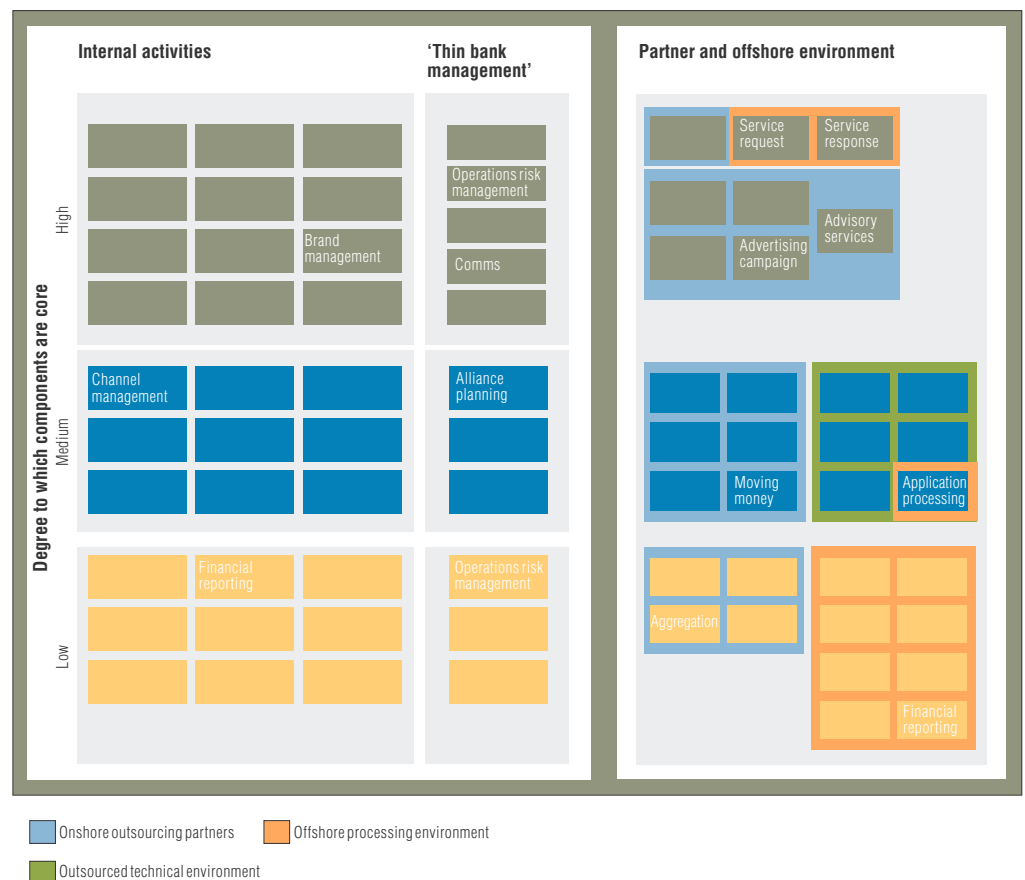 Internal activities
‘Thin bank
management’
Partner and offshore environment
Degree to which components are core
High
Medium
Low
Brand
management
Operations risk
management
Comms
Service
request
Service
response
Advertising
campaign
Advisory
services
Channel
management
Alliance
planning
Moving
money
Application
processing
Financial
reporting
Operations risk
management
Aggregation
Financial
reporting
Onshore outsourcing partners
Offshore processing environment
Outsourced technical environment